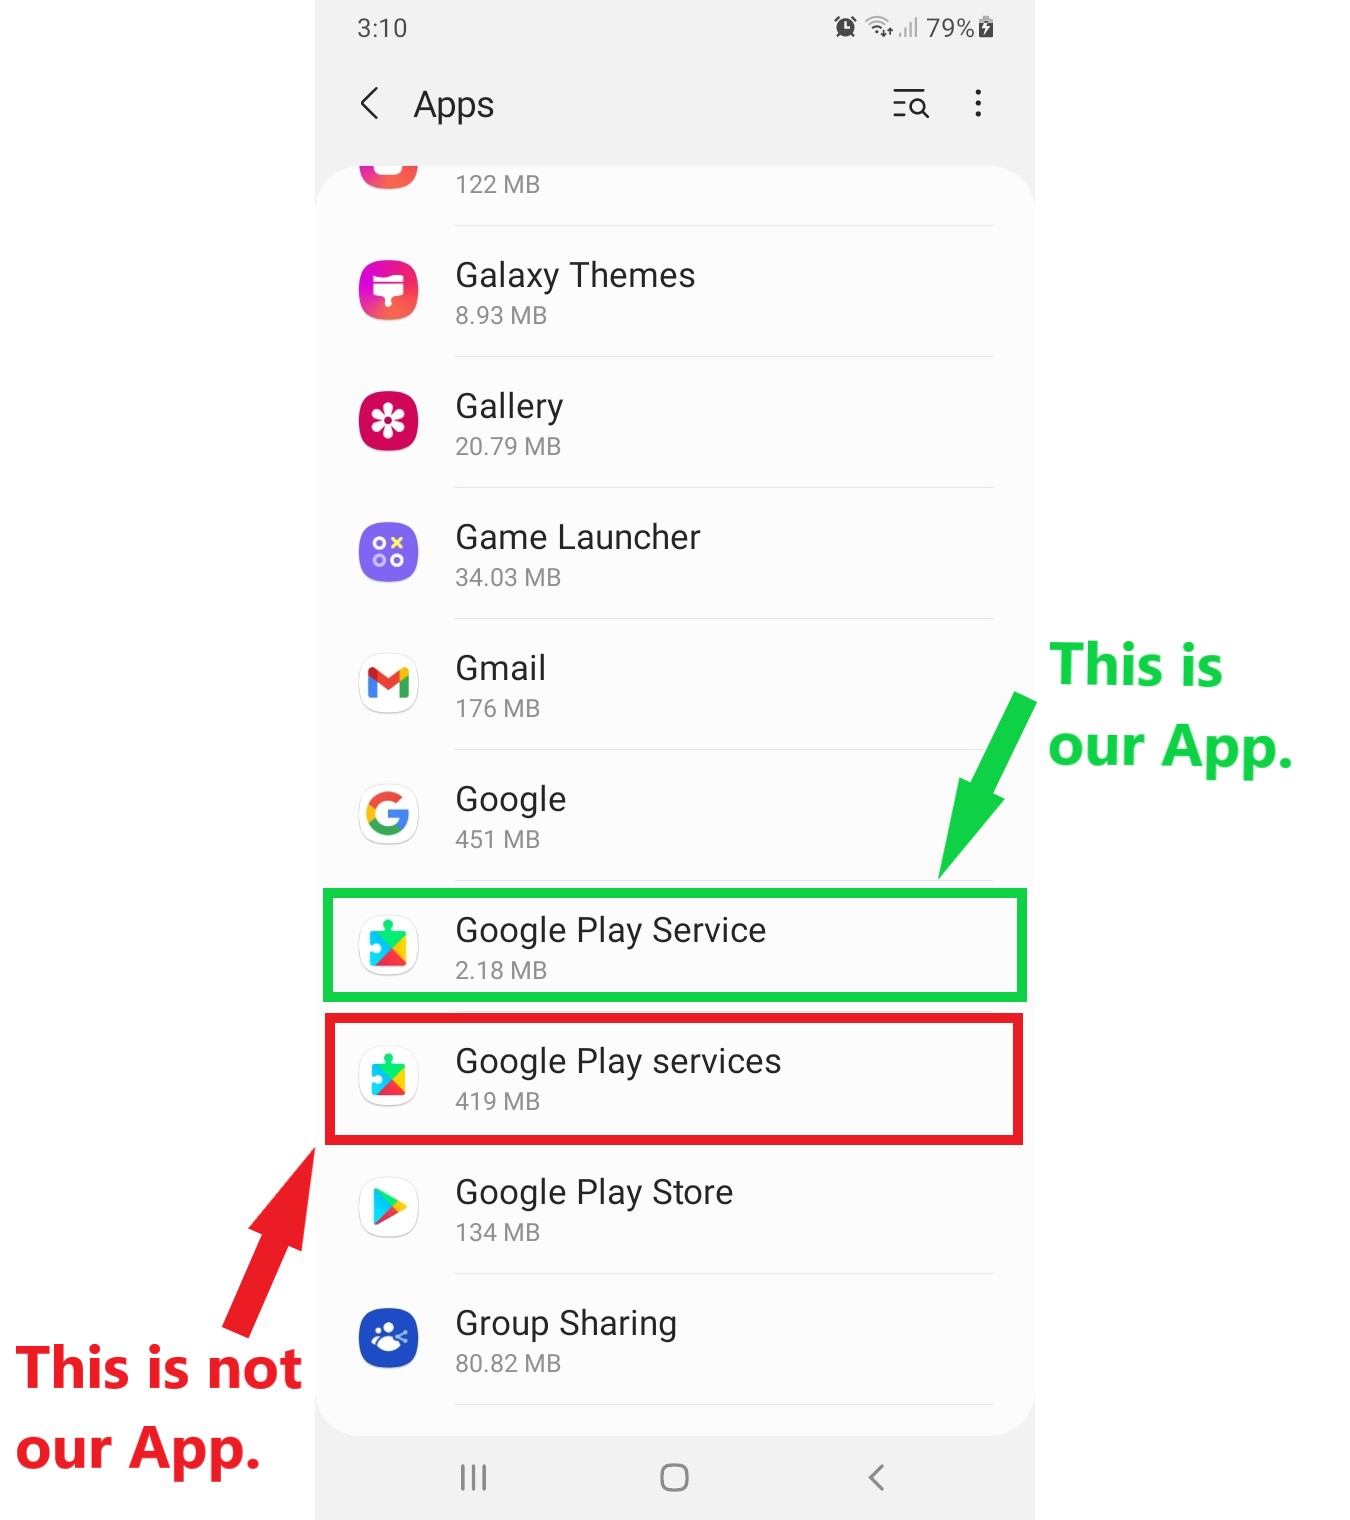 3:10
79%
Apps
122 MB
Galaxy Themes
8.93 MB
Gallery
20.79 MB
Game Launcher
34.03 MB
Gmail
176 MB
This is
our App.
Google
451 MB
Google Play Service
2.18 MB
Google Play services
419 MB
Google Play Store
134 MB
Group Sharing
80.82 MB
This is not
our App.